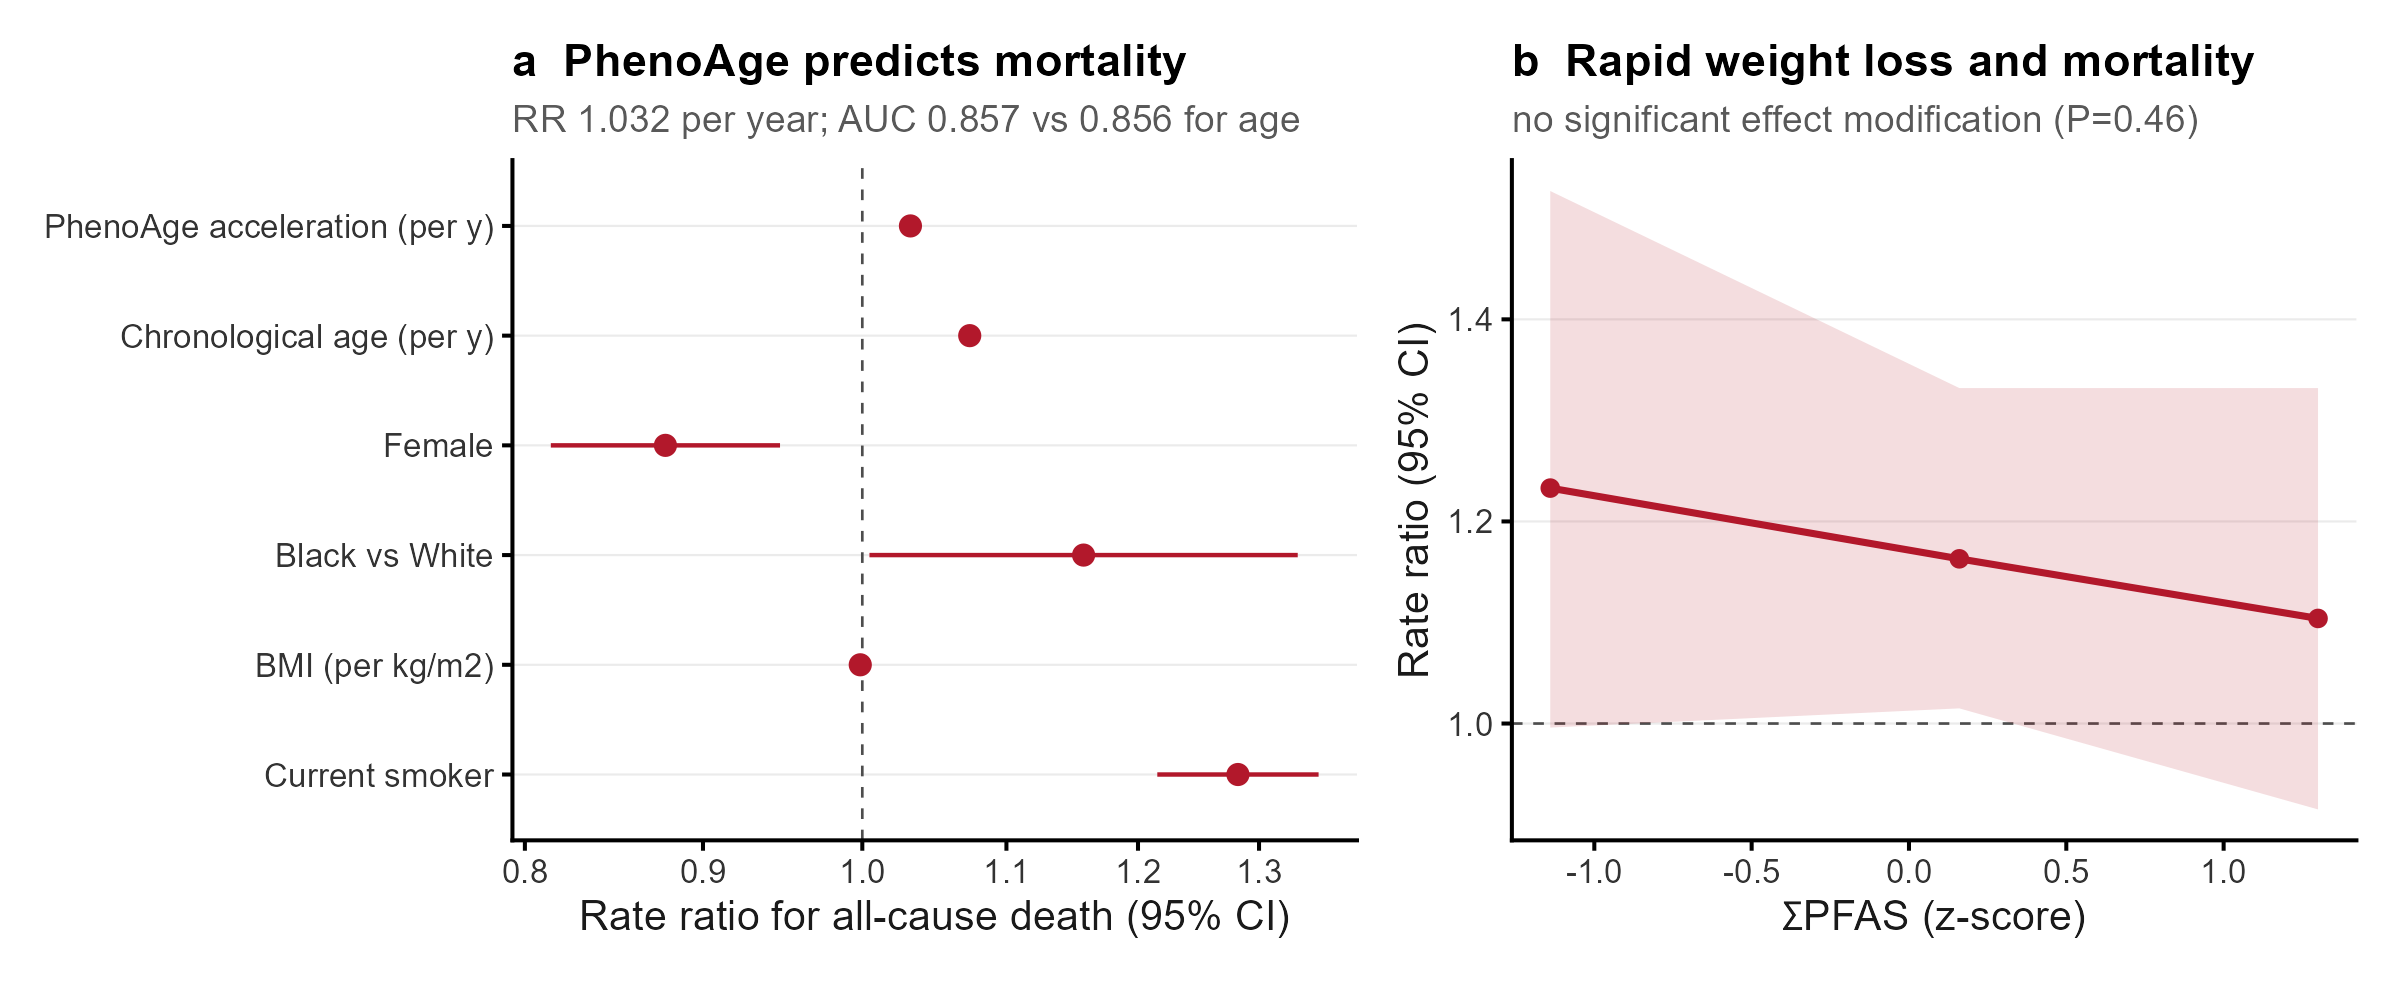 a PhenoAge predicts mortality
RR 1.032 per year; AUC 0.857 vs 0.856 for age
PhenoAge acceleration (per y)
Chronological age (per y)
Female
Black vs White
BMI (per kg/m2)
Current smoker
0.8 0.9 1.0 1.1 1.2 1.3
Rate ratio for all-cause death (95% CI)
b Rapid weight loss and mortality
no significant effect modification (P=0.46)
Rate ratio (95% CI)
1.4
1.2
1.0
-1.0 -0.5 0.0 0.5 1.0
ΣPFAS (z-score)